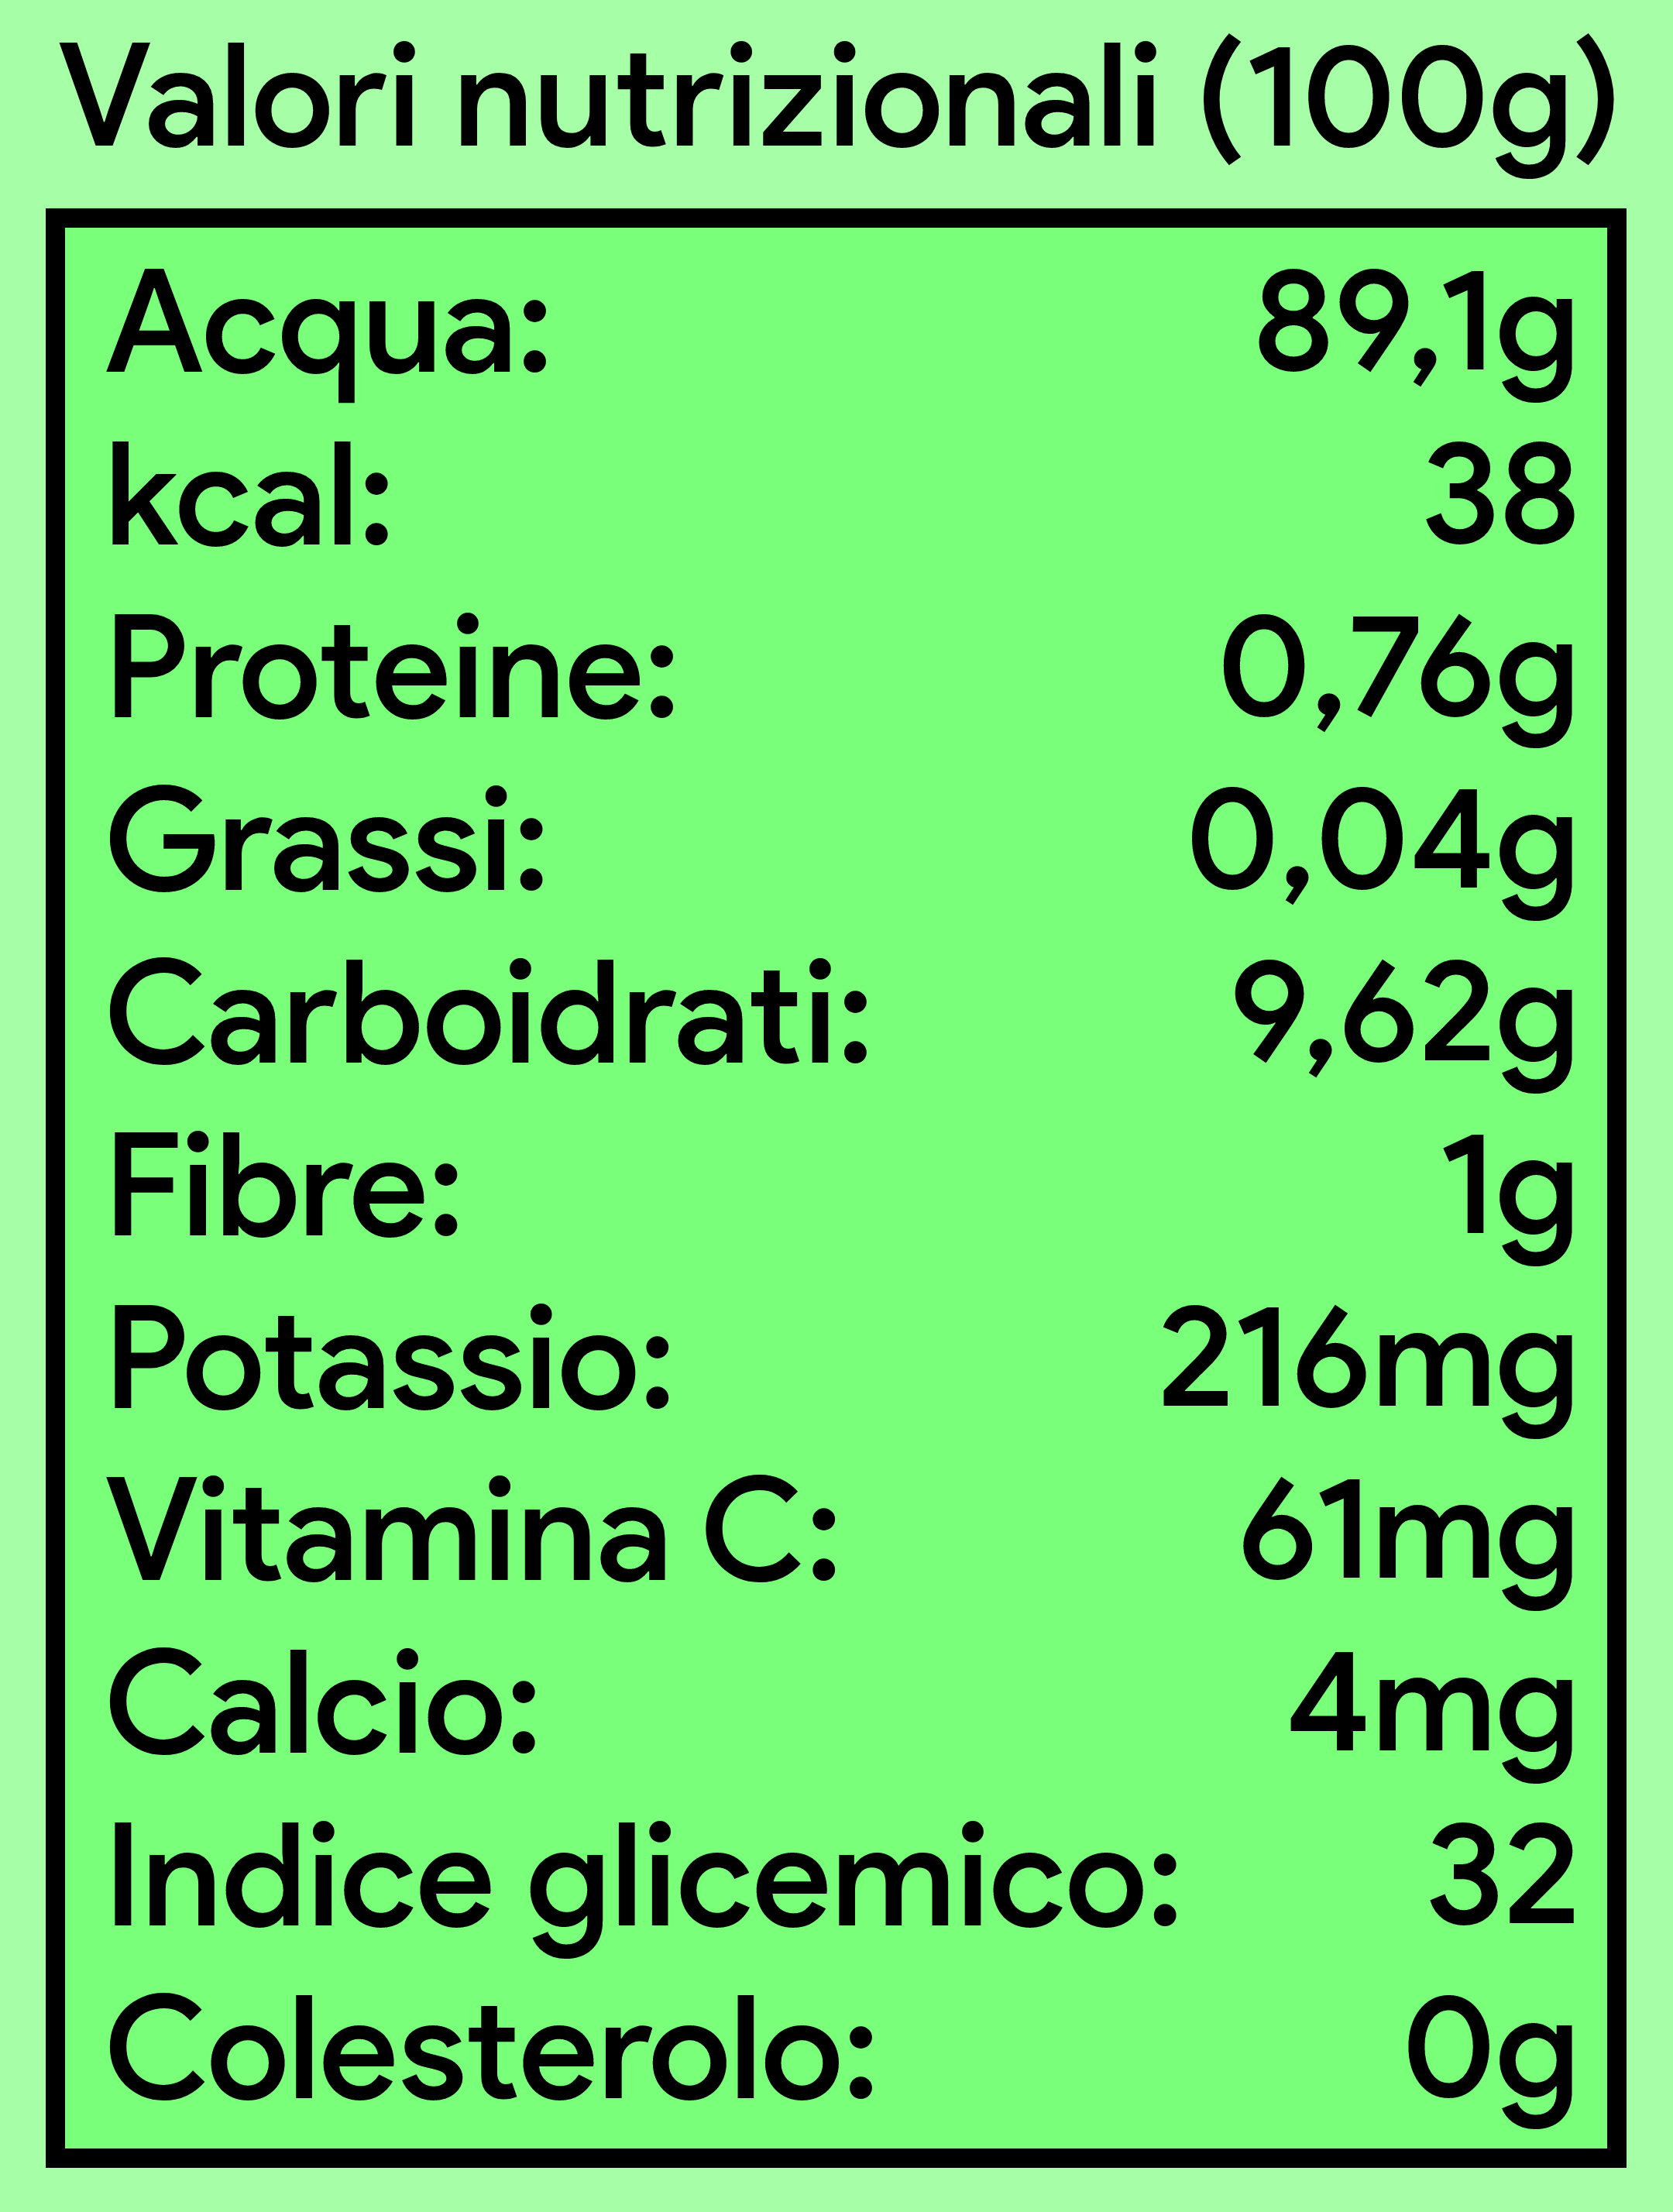 Valori nutrizionali (100g)
Acqua: 89,1g
kcal: 38
Proteine: 0,76g
Grassi: 0,04g
Carboidrati: 9,62g
Fibre: 1g
Potassio: 216mg
Vitamina C: 61mg
Calcio: 4mg
Indice glicemico: 32
Colesterolo: 0g